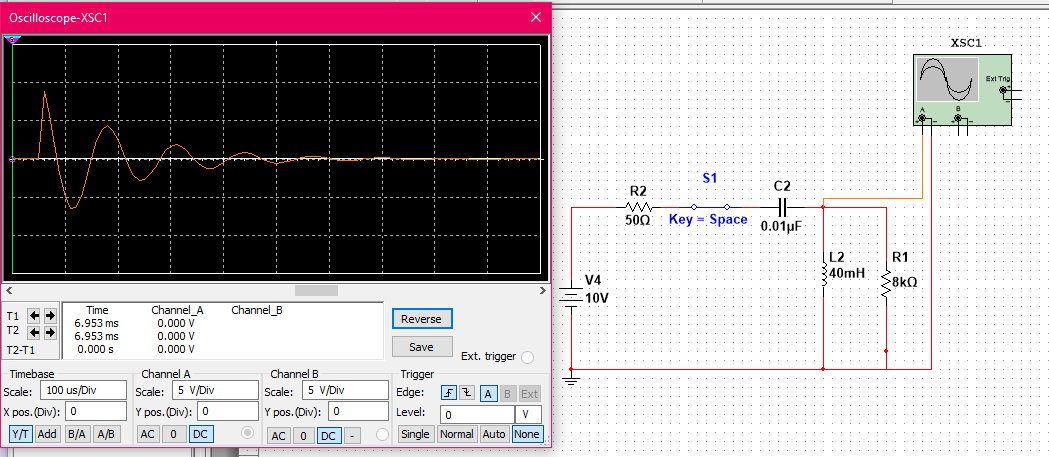 Oscilloscope-XSC1
Time Channel_A Channel_B
T1 6.953 ms 0.000 V
T2 6.953 ms 0.000 V
T2-T1 0.000 s 0.000 V
Reverse
Save
Ext. trigger
Timebase
Scale: 100 us/Div
X pos.(Div): 0
Y/T Add B/A A/B
Channel A
Scale: 5 V/Div
Y pos.(Div): 0
AC 0 DC
Channel B
Scale: 5 V/Div
Y pos.(Div): 0
AC 0 DC -
Trigger
Edge: A B Ext
Level: 0 V
Single Normal Auto None
XSC1
Ext Trig
A B
R2
50Ω
S1
Key = Space
C2
0.01µF
L2
40mH
R1
8kΩ
V4
10V